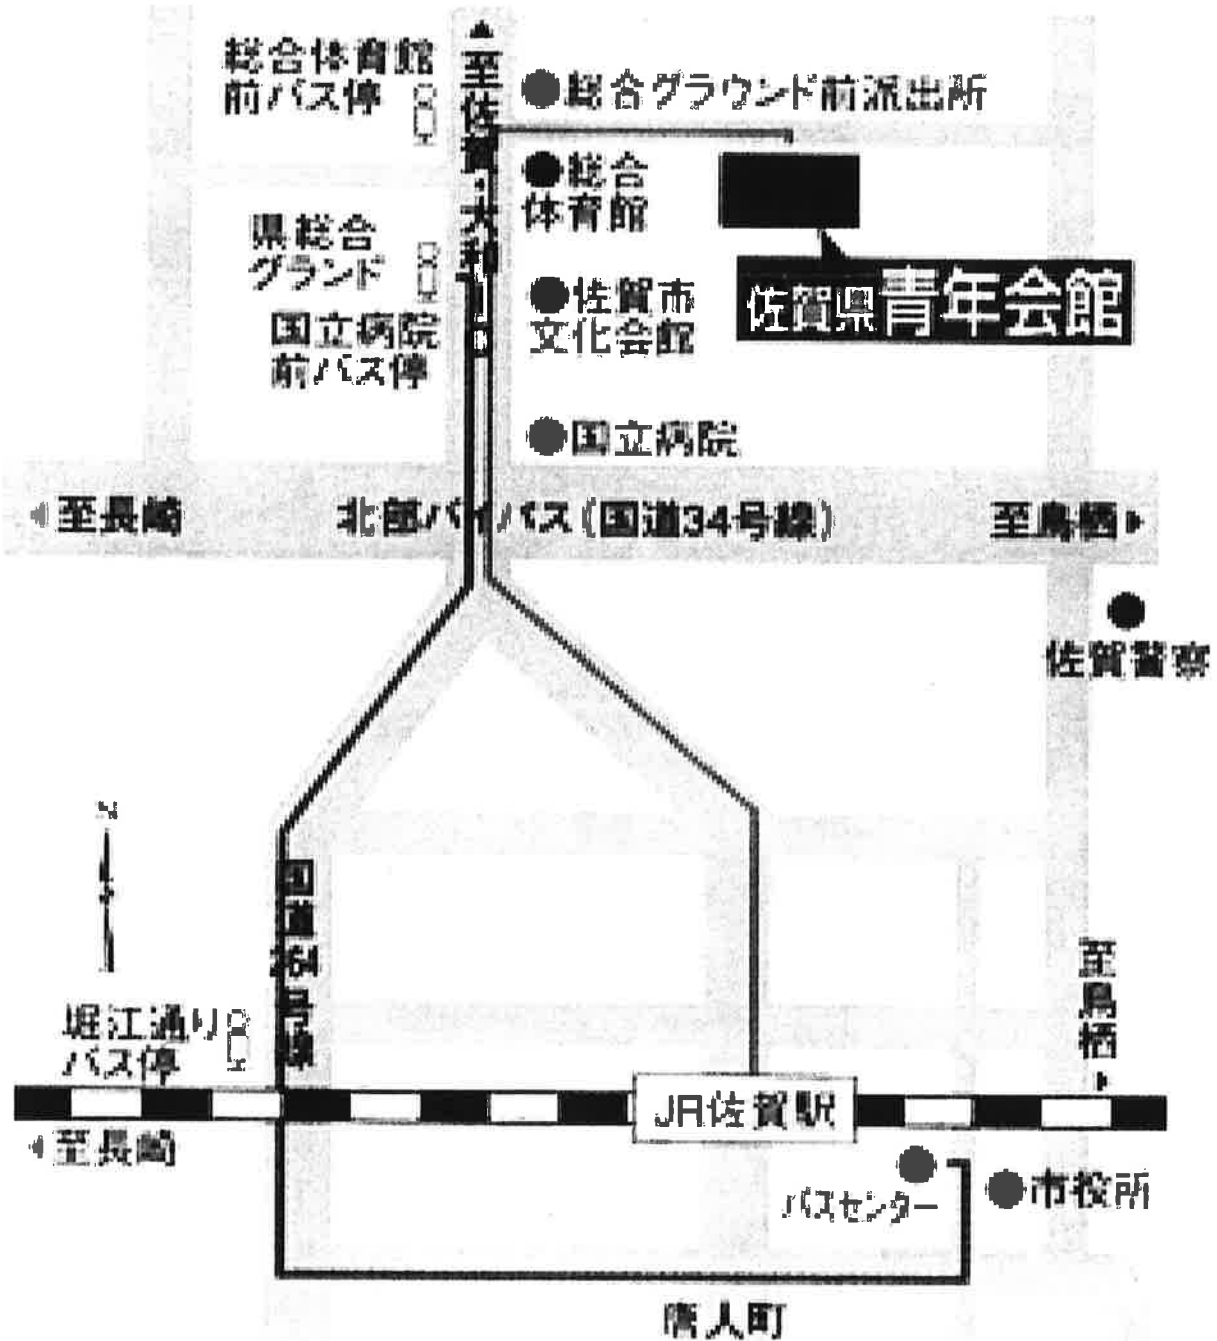 総合体育館
前バス停
至佐賀大和IC
総合グラウンド前派出所
総合
体育館
県総合
グランド
国立病院
前バス停
佐賀市
文化会館
佐賀県青年会館
国立病院
至長崎
北部バイパス(国道34号線)
至鳥栖
佐賀警察
N
国道264号線
堀江通り
バス停
至鳥栖
JR佐賀駅
至長崎
バスセンター
市役所
唐人町